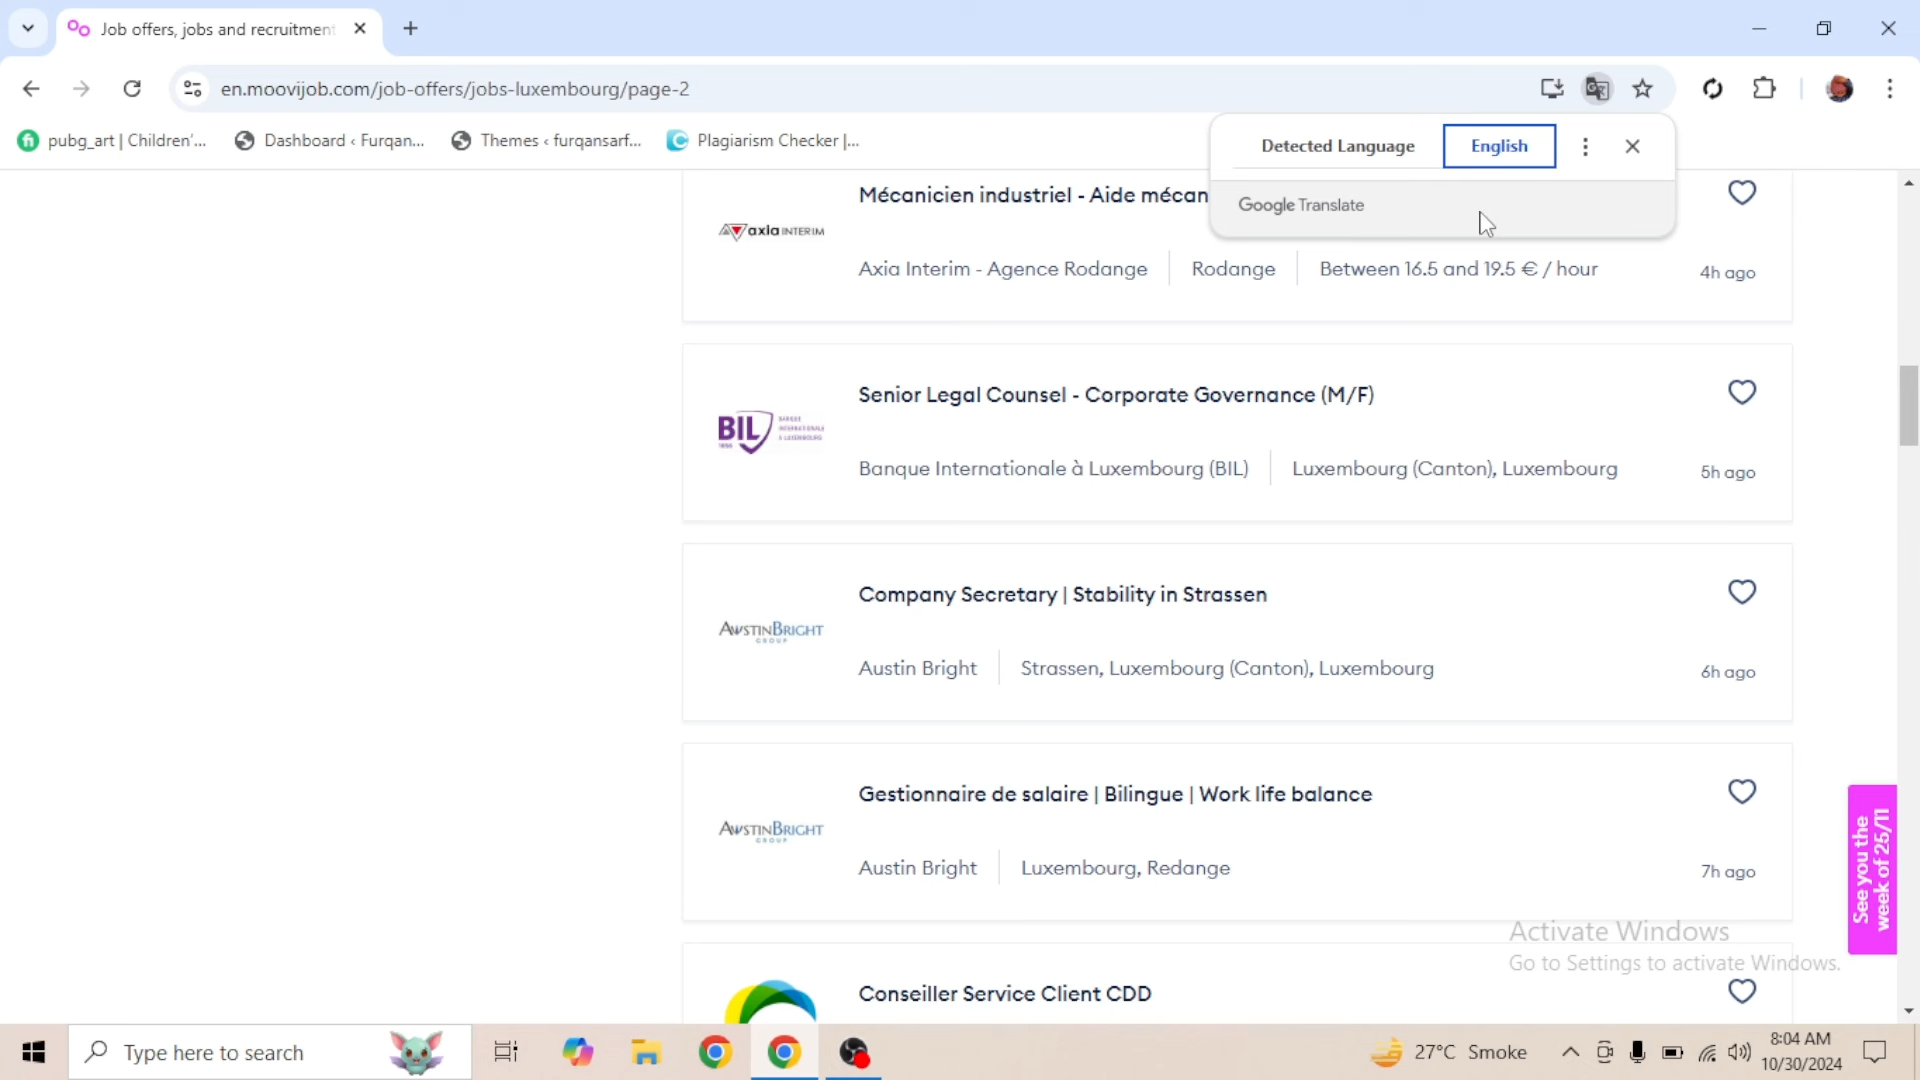 Job offers, jobs and recruitment
en.moovijob.com/job-offers/jobs-luxembourg/page-2
pubg_art | Children'...
Dashboard ‹ Furqan...
Themes ‹ furqansarf...
Plagiarism Checker |...
Detected Language
English
Google Translate
Mécanicien industriel - Aide mécan
axia INTERIM
Axia Interim - Agence Rodange
Rodange
Between 16.5 and 19.5 € / hour
4h ago
Senior Legal Counsel - Corporate Governance (M/F)
BIL
BANQUE
INTERNATIONALE
À LUXEMBOURG
Banque Internationale à Luxembourg (BIL)
Luxembourg (Canton), Luxembourg
5h ago
Company Secretary | Stability in Strassen
AUSTINBRIGHT
GROUP
Austin Bright
Strassen, Luxembourg (Canton), Luxembourg
6h ago
Gestionnaire de salaire | Bilingue | Work life balance
AUSTINBRIGHT
GROUP
Austin Bright
Luxembourg, Redange
7h ago
See you the
week of 25/11
Activate Windows
Go to Settings to activate Windows.
Conseiller Service Client CDD
Type here to search
27°C Smoke
8:04 AM
10/30/2024